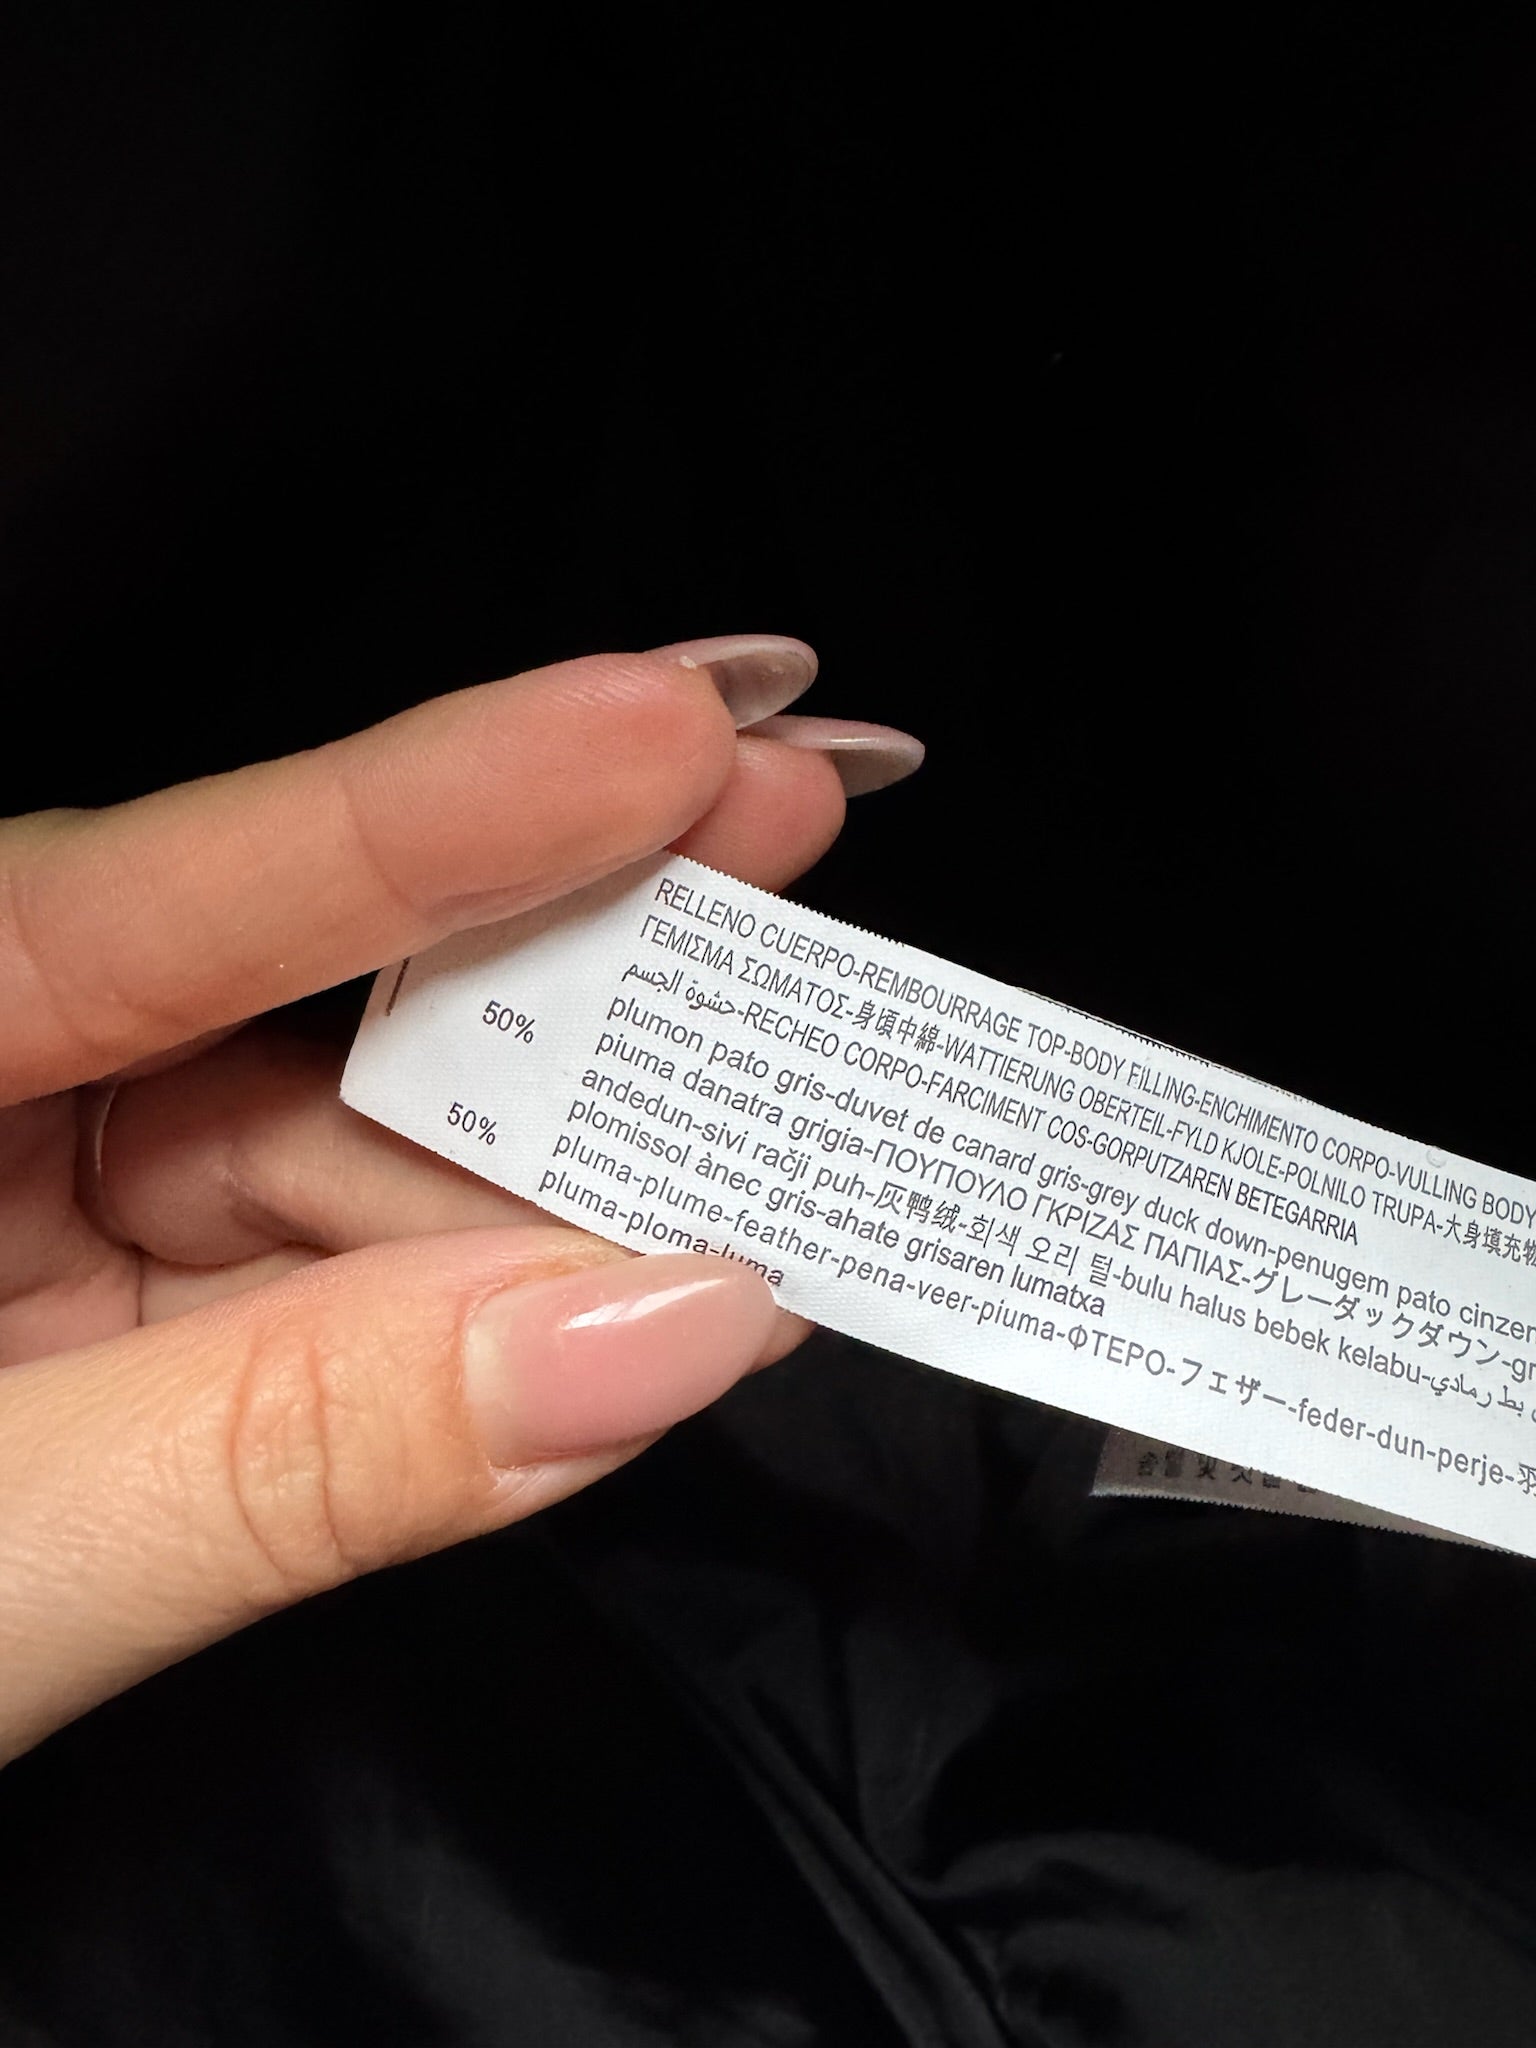 RELLENO CUERPO-REMBOURRAGE TOP-BODY FILLING-ENCHIMENTO CORPO-VULLING BODY
ΓΕΜΙΣΜΑ ΣΩΜΑΤΟΣ-身頃中綿-WATTIERUNG OBERTEIL-FYLD KJOLE-POLNILO TRUPA-大身填充物
حشوة الجسم-RECHEO CORPO-FARCIMENT COS-GORPUTZAREN BETEGARRIA
50% plumon pato gris-duvet de canard gris-grey duck down-penugem pato cinzen
piuma danatra grigia-ΠΟΥΠΟΥΛΟ ΓΚΡΙΖΑΣ ΠΑΠΙΑΣ-グレーダックダウン-gr
andedun-sivi račji puh-灰鸭绒-회색 오리 털-bulu halus bebek kelabu-بط رمادي
plomissol ànec gris-ahate grisaren lumatxa
50% pluma-plume-feather-pena-veer-piuma-ΦΤΕΡΟ-フェザー-feder-dun-perje-羽
pluma-ploma-luma